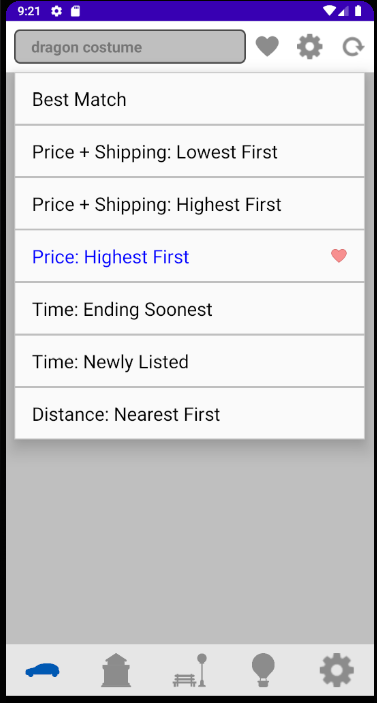 9:21
dragon costume
Best Match
Price + Shipping: Lowest First
Price + Shipping: Highest First
Price: Highest First
Time: Ending Soonest
Time: Newly Listed
Distance: Nearest First